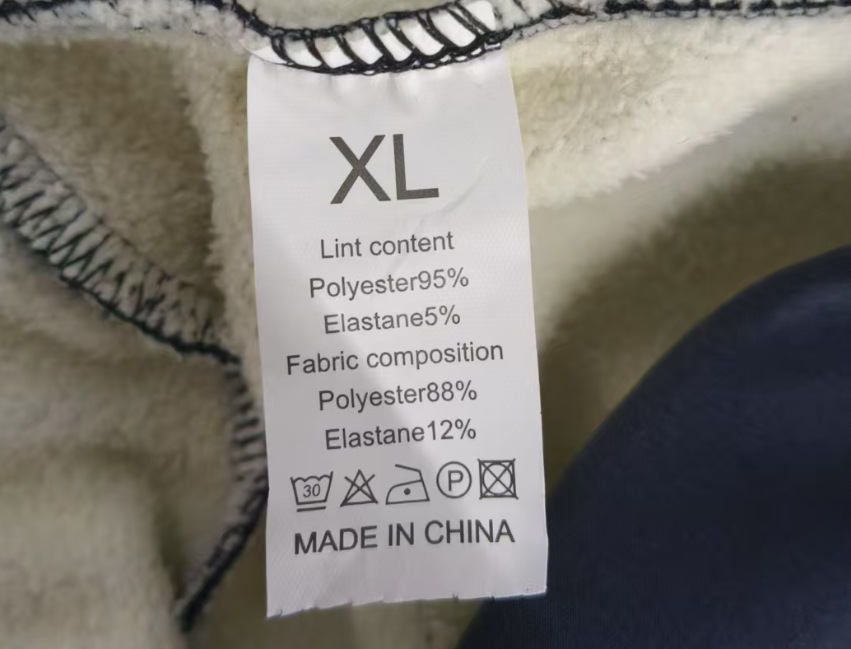 XL
Lint content
Polyester95%
Elastane5%
Fabric composition
Polyester88%
Elastane12%
30 P
MADE IN CHINA